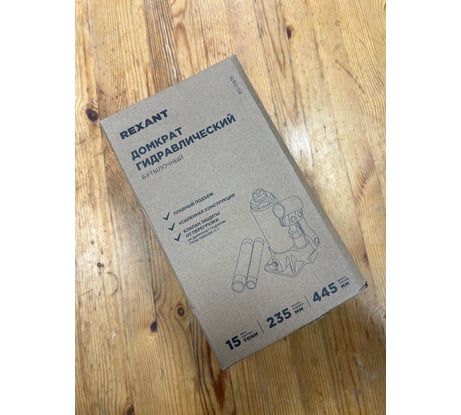 REXANT
ДОМКРАТ
ГИДРАВЛИЧЕСКИЙ
БУТЫЛОЧНЫЙ
ПЛАВНЫЙ ПОДЪЕМ
УСИЛЕННАЯ КОНСТРУКЦИЯ
КЛАПАН ЗАЩИТЫ
ОТ ПЕРЕГРУЗКИ
15 ТОНН
235 ММ
445 ММ